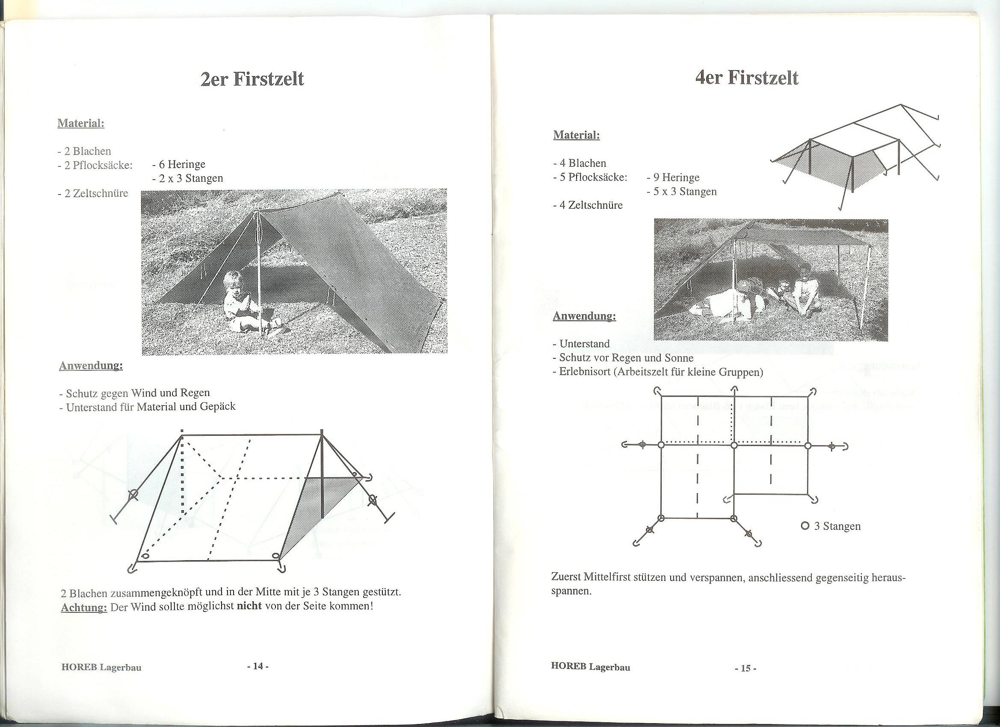 2er Firstzelt
Material:
- 2 Blachen
- 2 Pflocksäcke: - 6 Heringe
- 2 x 3 Stangen
- 2 Zeltschnüre
Anwendung:
- Schutz gegen Wind und Regen
- Unterstand für Material und Gepäck
2 Blachen zusammengeknöpft und in der Mitte mit je 3 Stangen gestützt.
Achtung: Der Wind sollte möglichst nicht von der Seite kommen!
HOREB Lagerbau - 14 -
4er Firstzelt
Material:
- 4 Blachen
- 5 Pflocksäcke: - 9 Heringe
- 5 x 3 Stangen
- 4 Zeltschnüre
Anwendung:
- Unterstand
- Schutz vor Regen und Sonne
- Erlebnisort (Arbeitszelt für kleine Gruppen)
3 Stangen
Zuerst Mittelfirst stützen und verspannen, anschliessend gegenseitig heraus-
spannen.
HOREB Lagerbau - 15 -